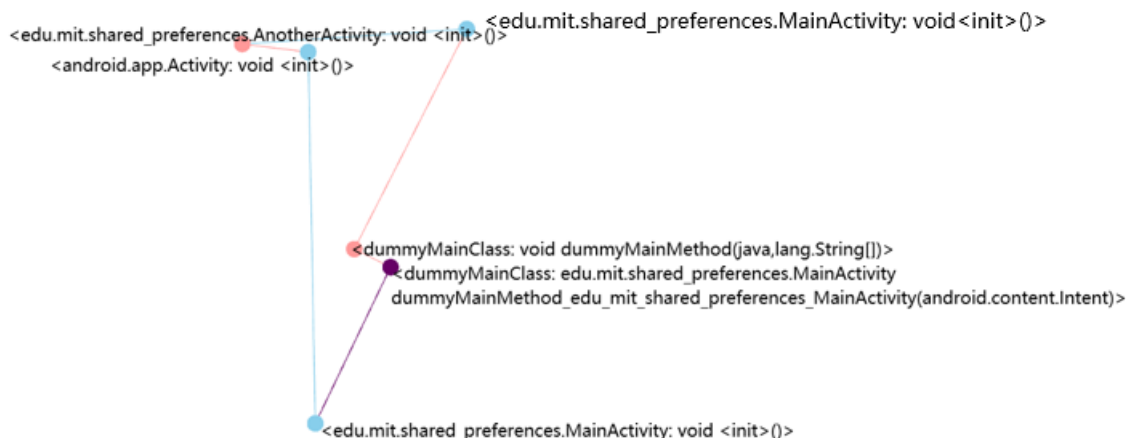 <edu.mit.shared_preferences.MainActivity: void<init>()>
<edu.mit.shared_preferences.AnotherActivity: void <init>()>
<android.app.Activity: void <init>()>
<dummyMainClass: void dummyMainMethod(java,lang.String[])>
<dummyMainClass: edu.mit.shared_preferences.MainActivity
dummyMainMethod_edu_mit_shared_preferences_MainActivity(android.content.Intent)>
<edu.mit.shared_preferences.MainActivity: void <init>()>